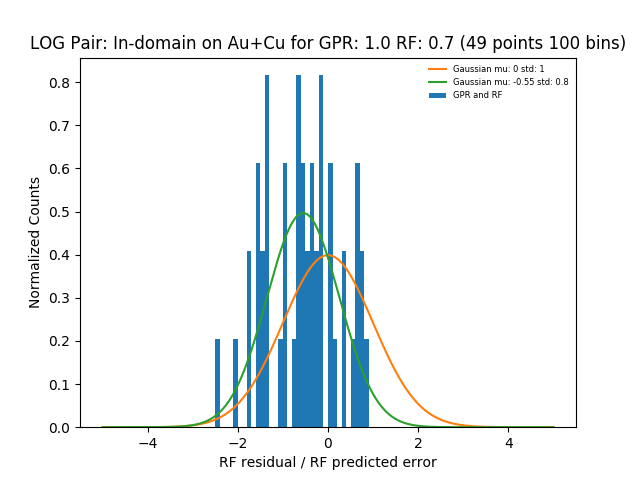 LOG Pair: In-domain on Au+Cu for GPR: 1.0 RF: 0.7 (49 points 100 bins)
Gaussian mu: 0 std: 1
Gaussian mu: -0.55 std: 0.8
GPR and RF
Normalized Counts
0.8
0.7
0.6
0.5
0.4
0.3
0.2
0.1
0.0
−4 −2 0 2 4
RF residual / RF predicted error